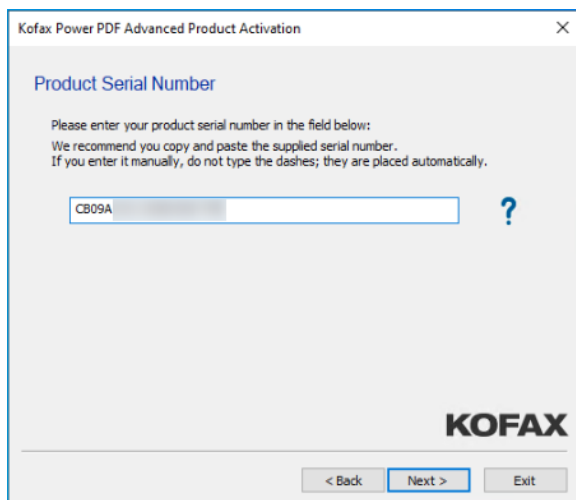 Kofax Power PDF Advanced Product Activation
Product Serial Number
Please enter your product serial number in the field below:
We recommend you copy and paste the supplied serial number.
If you enter it manually, do not type the dashes; they are placed automatically.
CB09A
?
KOFAX
< Back Next > Exit